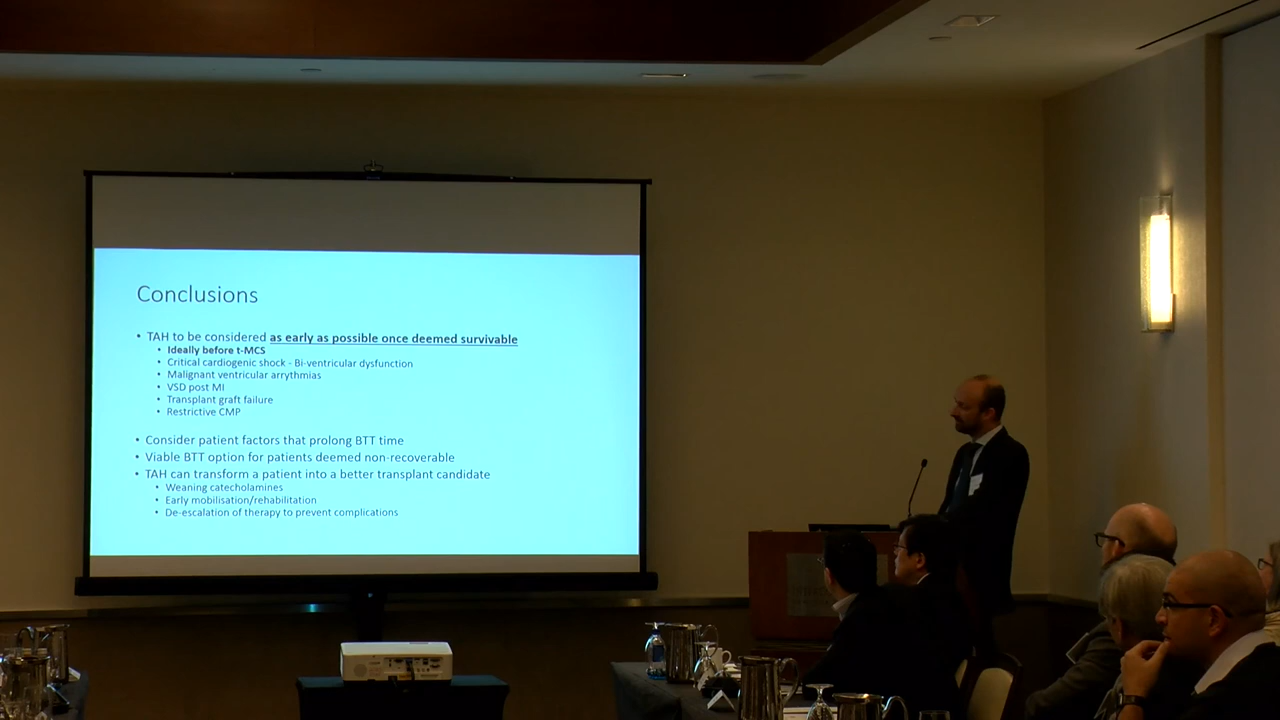 Conclusions
• TAH to be considered as early as possible once deemed survivable
• Ideally before t-MCS
• Critical cardiogenic shock - Bi-ventricular dysfunction
• Malignant ventricular arrythmias
• VSD post MI
• Transplant graft failure
• Restrictive CMP
• Consider patient factors that prolong BTT time
• Viable BTT option for patients deemed non-recoverable
• TAH can transform a patient into a better transplant candidate
• Weaning catecholamines
• Early mobilisation/rehabilitation
• De-escalation of therapy to prevent complications